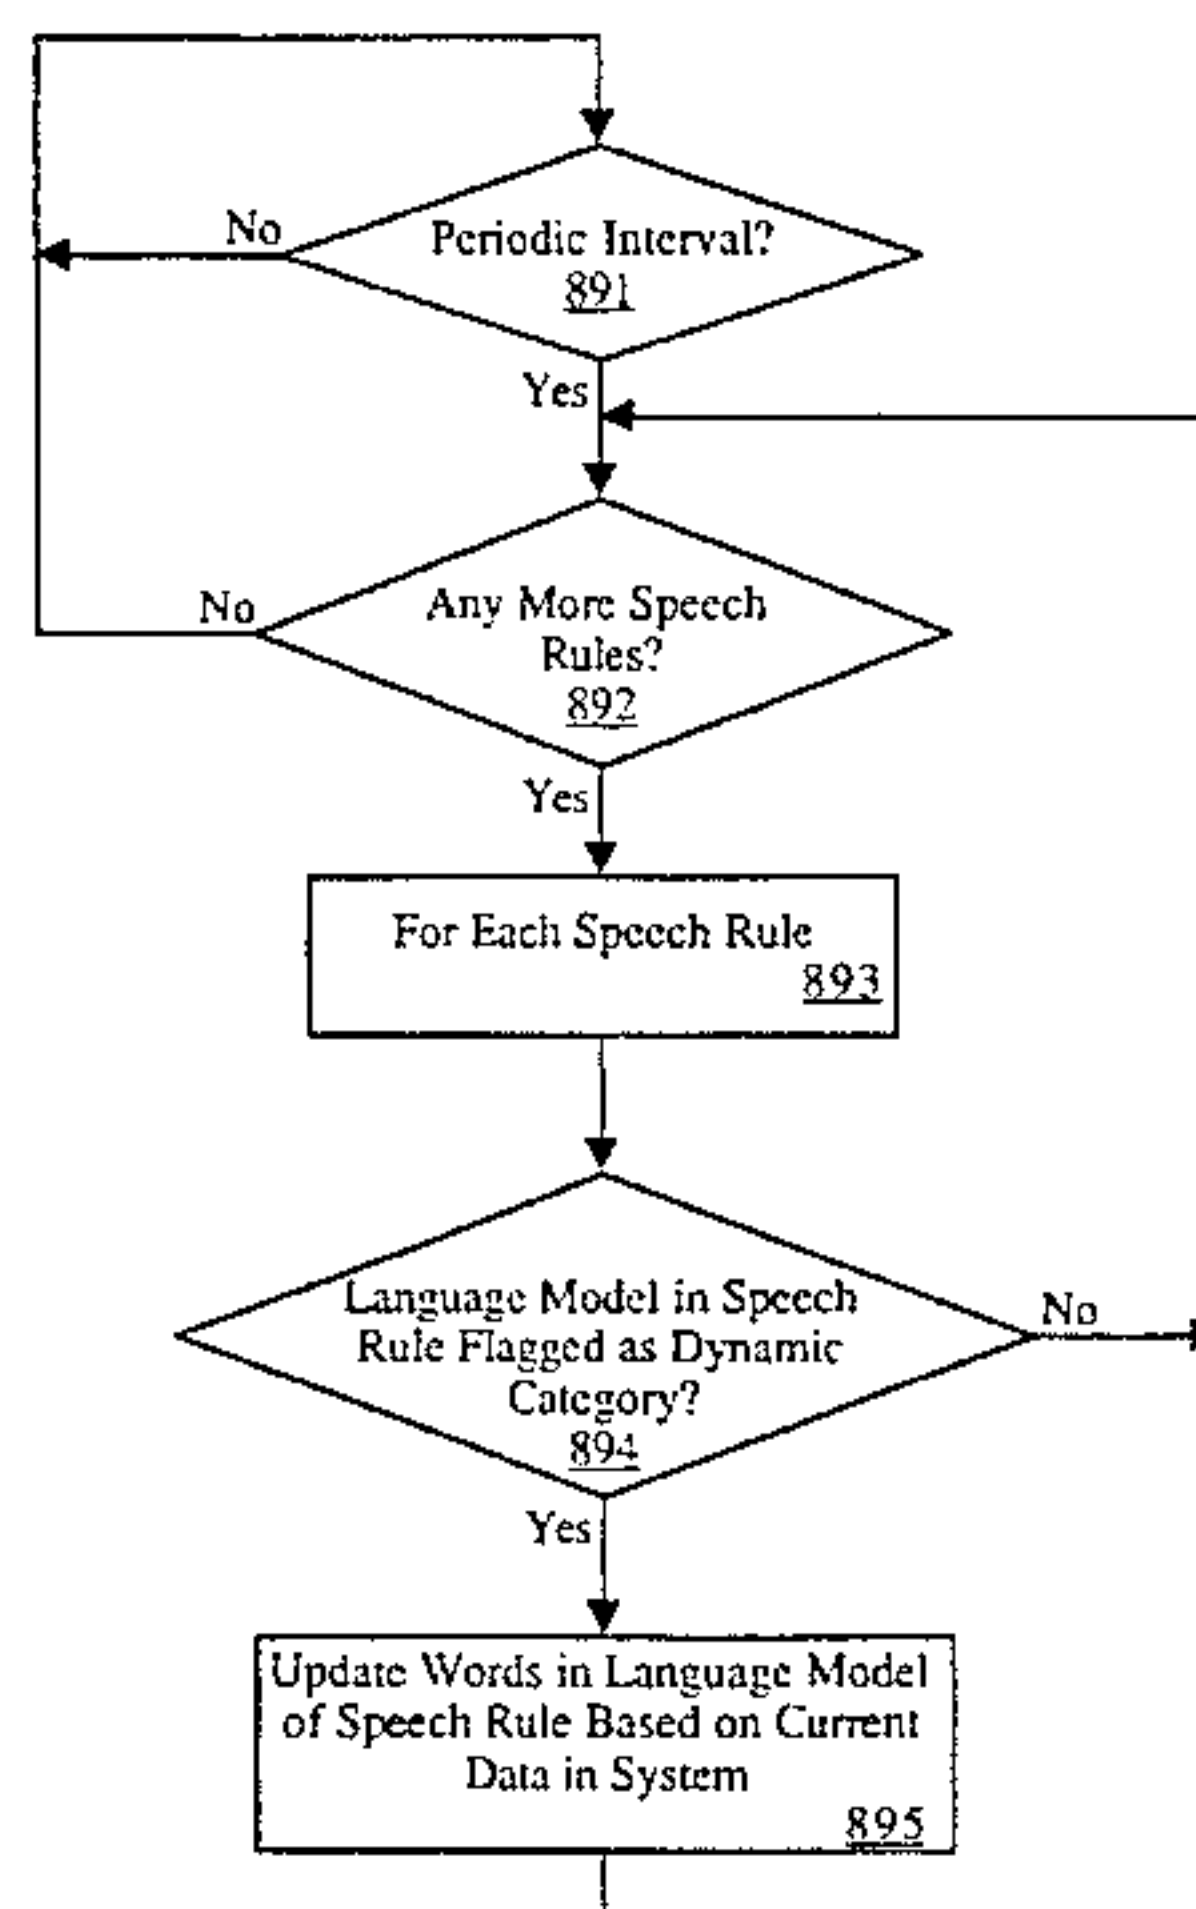 No
Periodic Interval?
891
Yes
No
Any More Speech
Rules?
892
Yes
For Each Speech Rule
893
Language Model in Speech
Rule Flagged as Dynamic
Category?
894
No
Yes
Update Words in Language Model
of Speech Rule Based on Current
Data in System
895